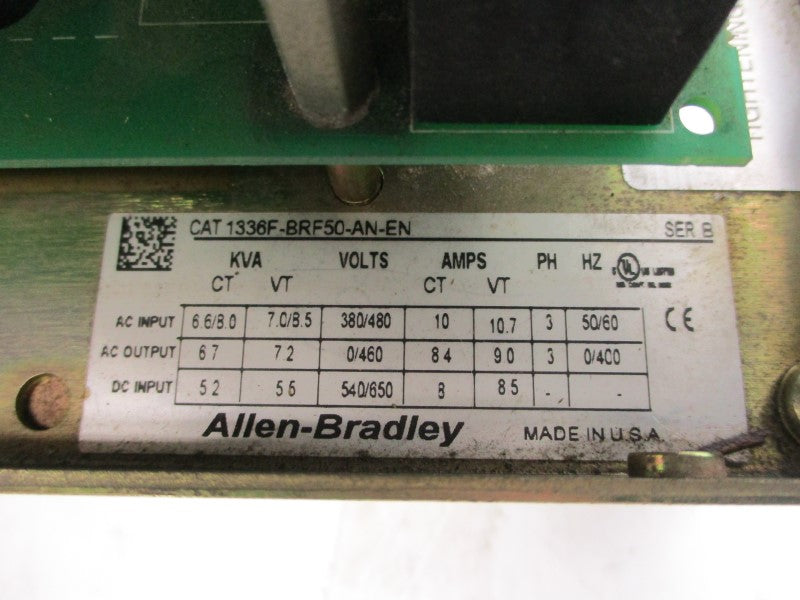 TIGHTENING
CAT 1336F-BRF50-AN-EN SER B
KVA VOLTS AMPS PH HZ UL
CT VT CT VT
AC INPUT 6.6/8.0 7.0/8.5 380/480 10 10.7 3 50/60 CE
AC OUTPUT 6 7 7 2 0/460 8 4 9 0 3 0/400
DC INPUT 5 2 5 5 540/650 8 8 5 - -
Allen-Bradley MADE IN U.S.A.